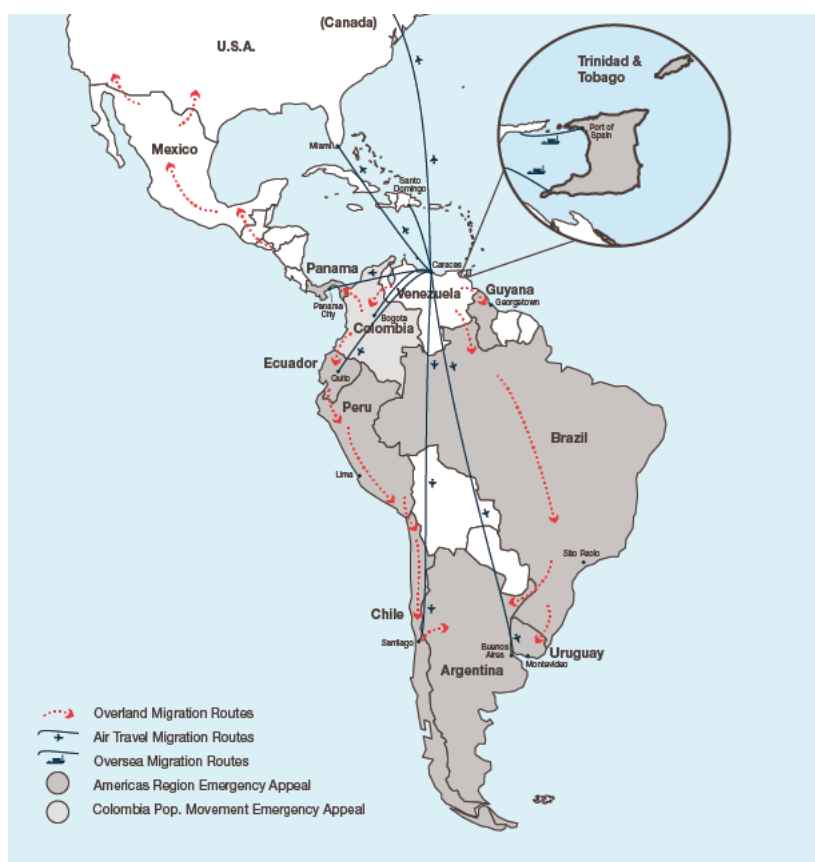 (Canada)
U.S.A.
Trinidad &
Tobago
Port of
Spain
Miami
Mexico
Santo
Domingo
Caracas
Panama
Venezuela
Guyana
Georgetown
Panama
City
Bogota
Colombia
Ecuador
Quito
Peru
Brazil
Lima
São Paolo
Chile
Santiago
Buenos
Aires
Uruguay
Montevideo
Argentina
Overland Migration Routes
Air Travel Migration Routes
Oversea Migration Routes
Americas Region Emergency Appeal
Colombia Pop. Movement Emergency Appeal